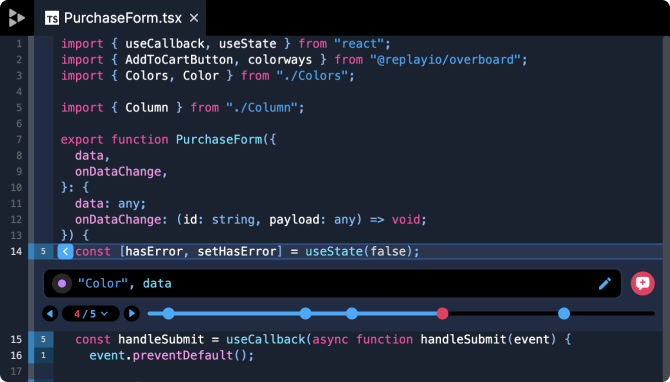 TS PurchaseForm.tsx ×
1 import { useCallback, useState } from "react";
2 import { AddToCartButton, colorways } from "@replayio/overboard";
3 import { Colors, Color } from "./Colors";
4
5 import { Column } from "./Column";
6
7 export function PurchaseForm({
8 data,
9 onDataChange,
10 }: {
11 data: any;
12 onDataChange: (id: string, payload: any) => void;
13 }) {
14 5 const [hasError, setHasError] = useState(false);
"Color", data
4/5
15 5 const handleSubmit = useCallback(async function handleSubmit(event) {
16 1 event.preventDefault();
17